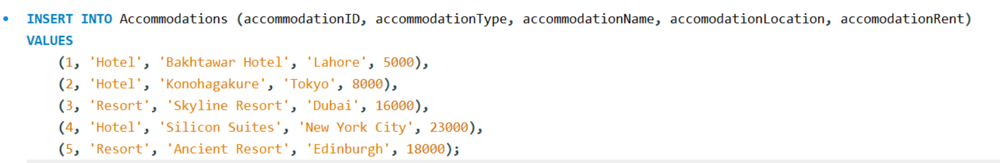 INSERT INTO Accommodations (accommodationID, accommodationType, accommodationName, accomodationLocation, accomodationRent)
VALUES
(1, 'Hotel', 'Bakhtawar Hotel', 'Lahore', 5000),
(2, 'Hotel', 'Konohagakure', 'Tokyo', 8000),
(3, 'Resort', 'Skyline Resort', 'Dubai', 16000),
(4, 'Hotel', 'Silicon Suites', 'New York City', 23000),
(5, 'Resort', 'Ancient Resort', 'Edinburgh', 18000);